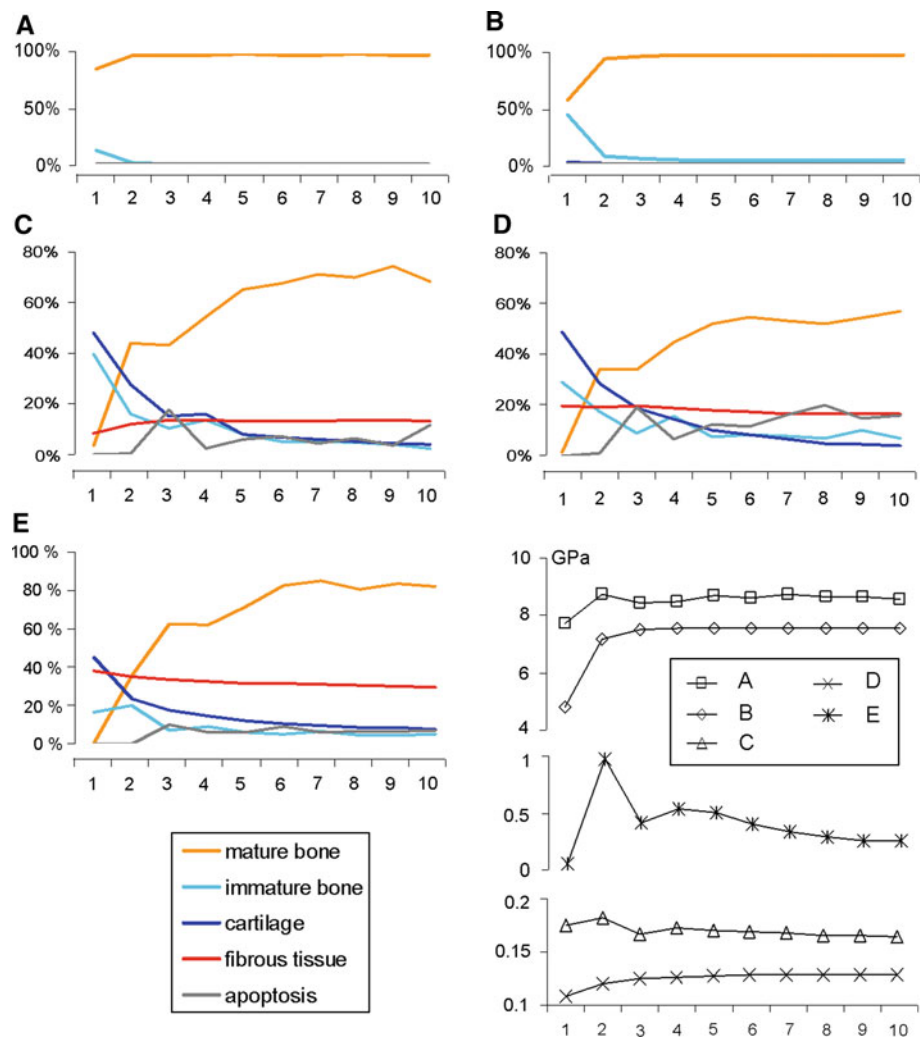 A
100%
50%
0%
1 2 3 4 5 6 7 8 9 10
B
100%
50%
0%
1 2 3 4 5 6 7 8 9 10
C
80%
60%
40%
20%
0%
1 2 3 4 5 6 7 8 9 10
D
80%
60%
40%
20%
0%
1 2 3 4 5 6 7 8 9 10
E
100 %
80 %
60 %
40 %
20 %
0 %
1 2 3 4 5 6 7 8 9 10
mature bone
immature bone
cartilage
fibrous tissue
apoptosis
GPa
10
8
6
4
A
B
C
D
E
1
0.5
0
0.2
0.15
0.1
1 2 3 4 5 6 7 8 9 10